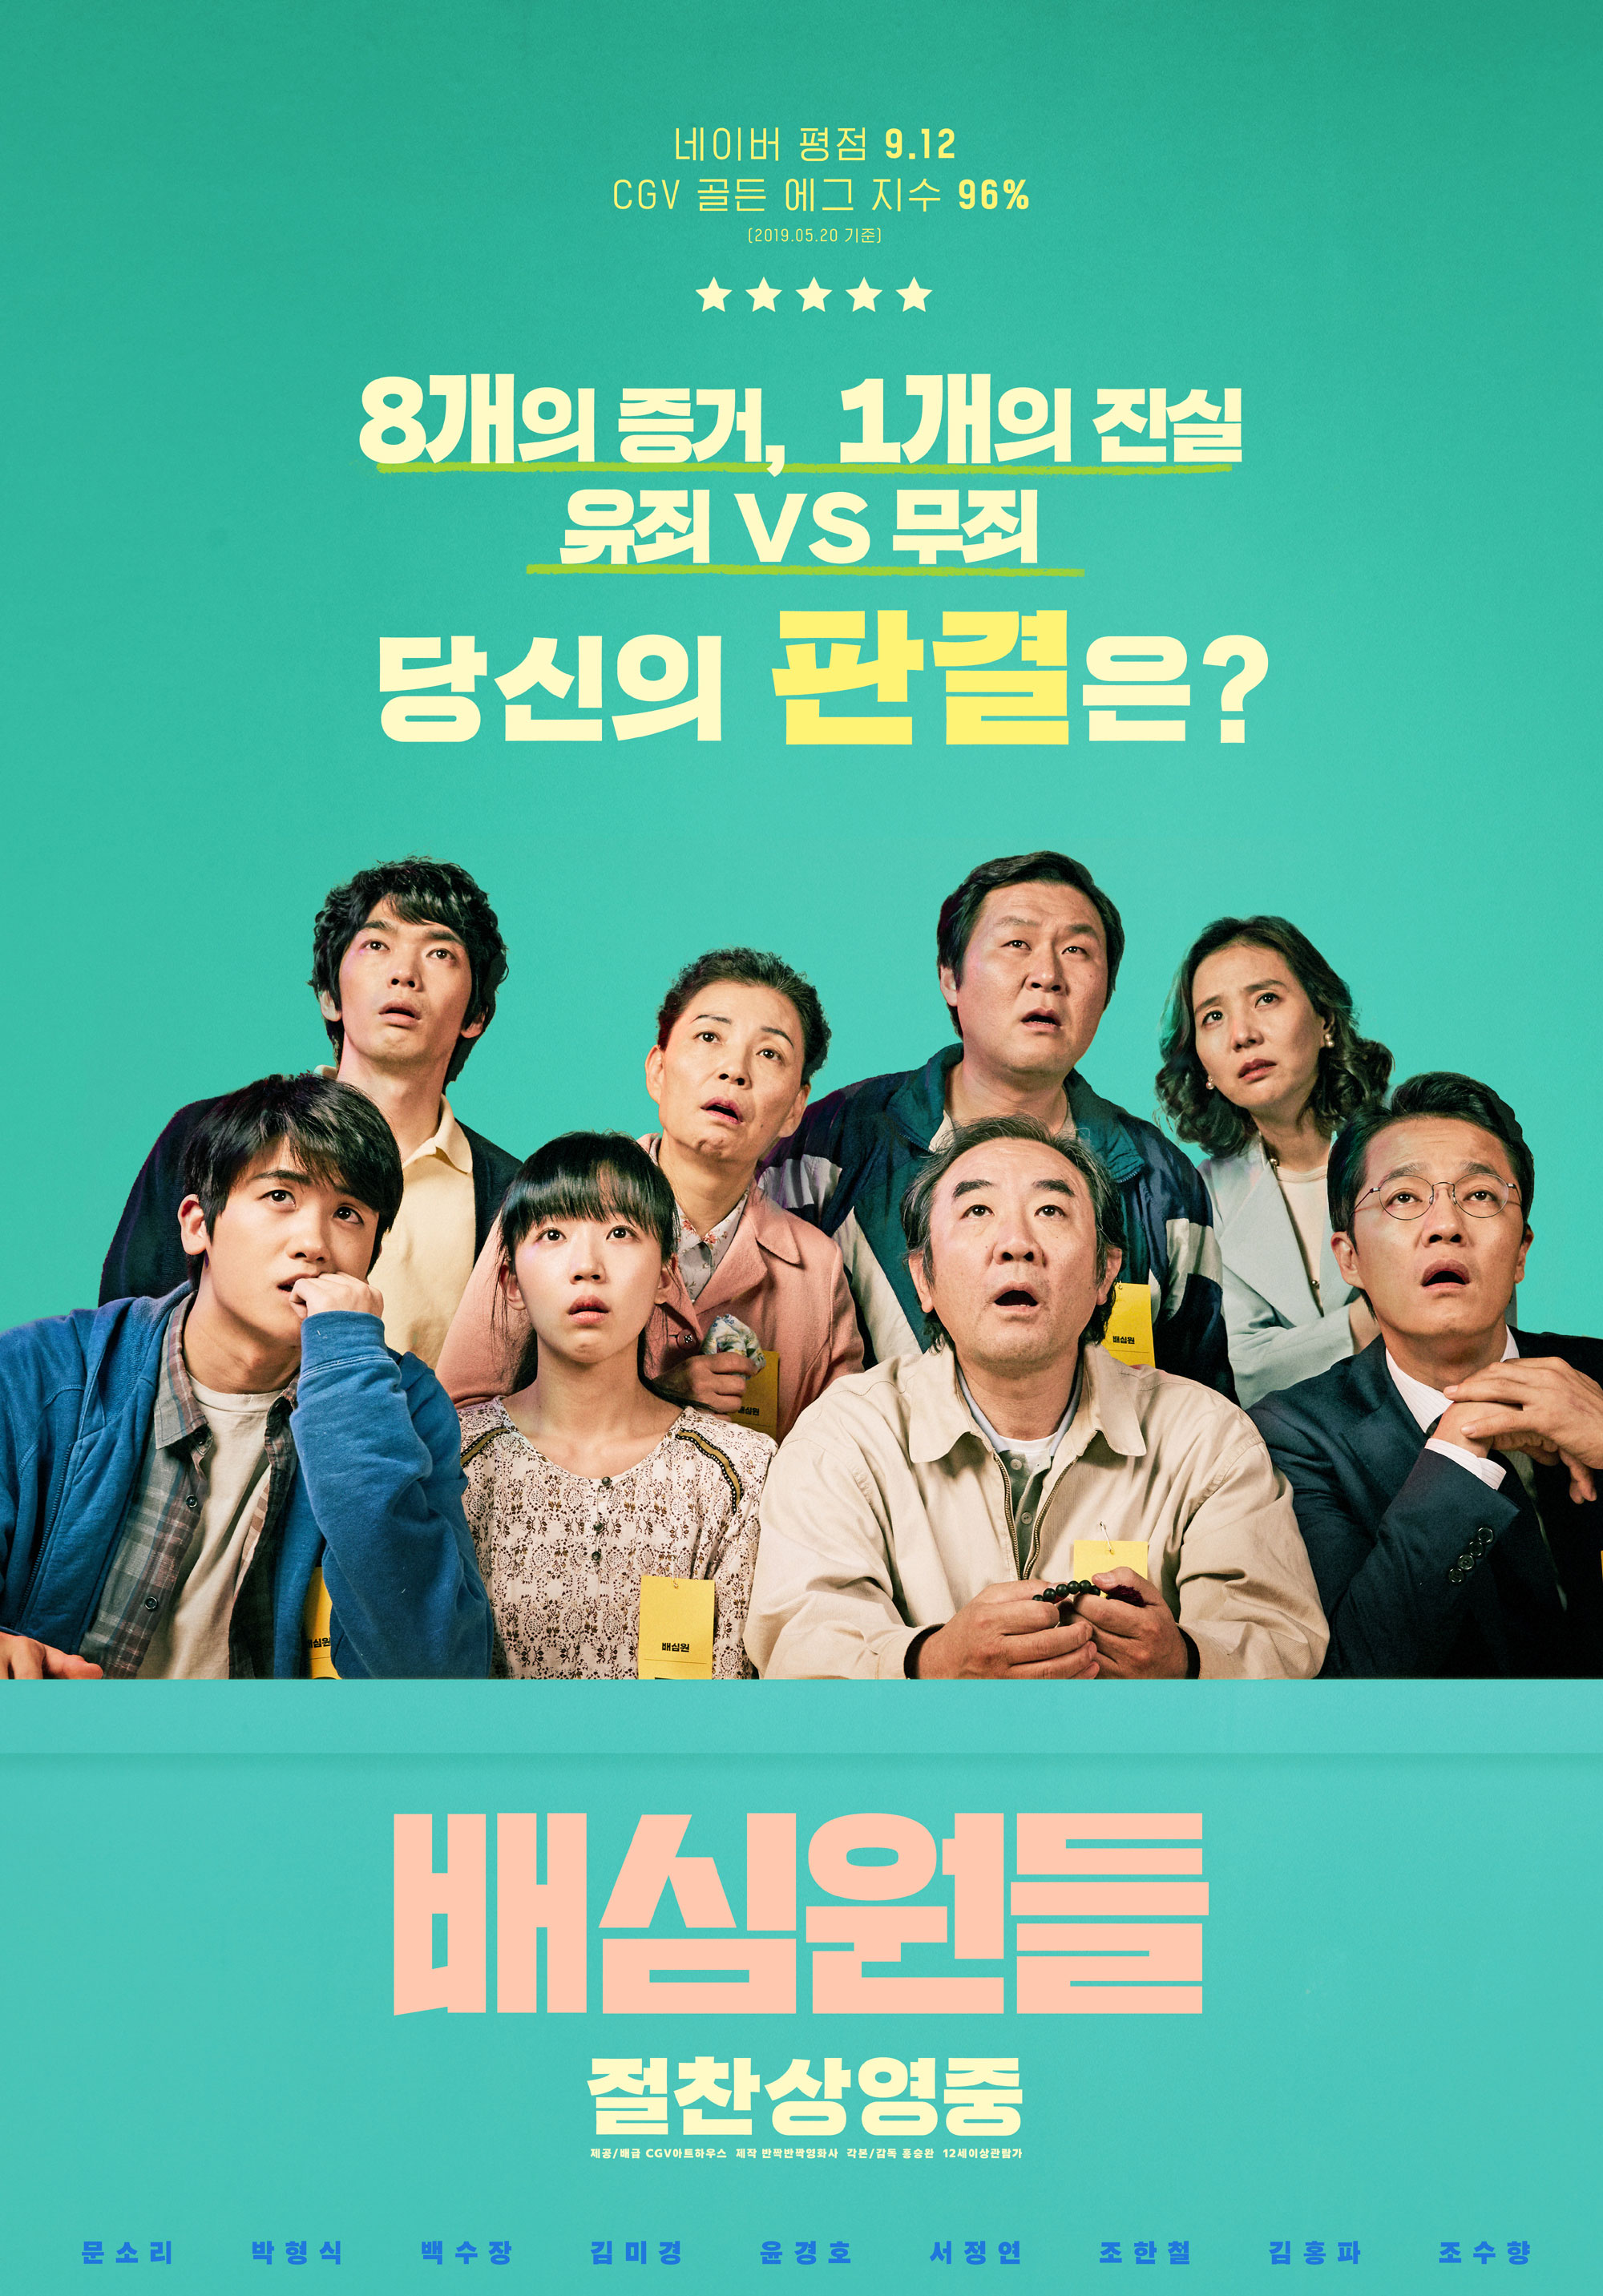 네이버 평점 9.12
CGV 골든 에그 지수 96%
(2019.05.20 기준)
8개의 증거, 1개의 진실
유죄 VS 무죄
당신의 판결은?
배심원
배심원
배심원
배심원
배심원들
절찬상영중
제공/배급 CGV아트하우스 제작 반짝반짝영화사 각본/감독 홍승완 12세이상관람가
문소리 박형식 백수장 김미경 윤경호 서정연 조한철 김홍파 조수향